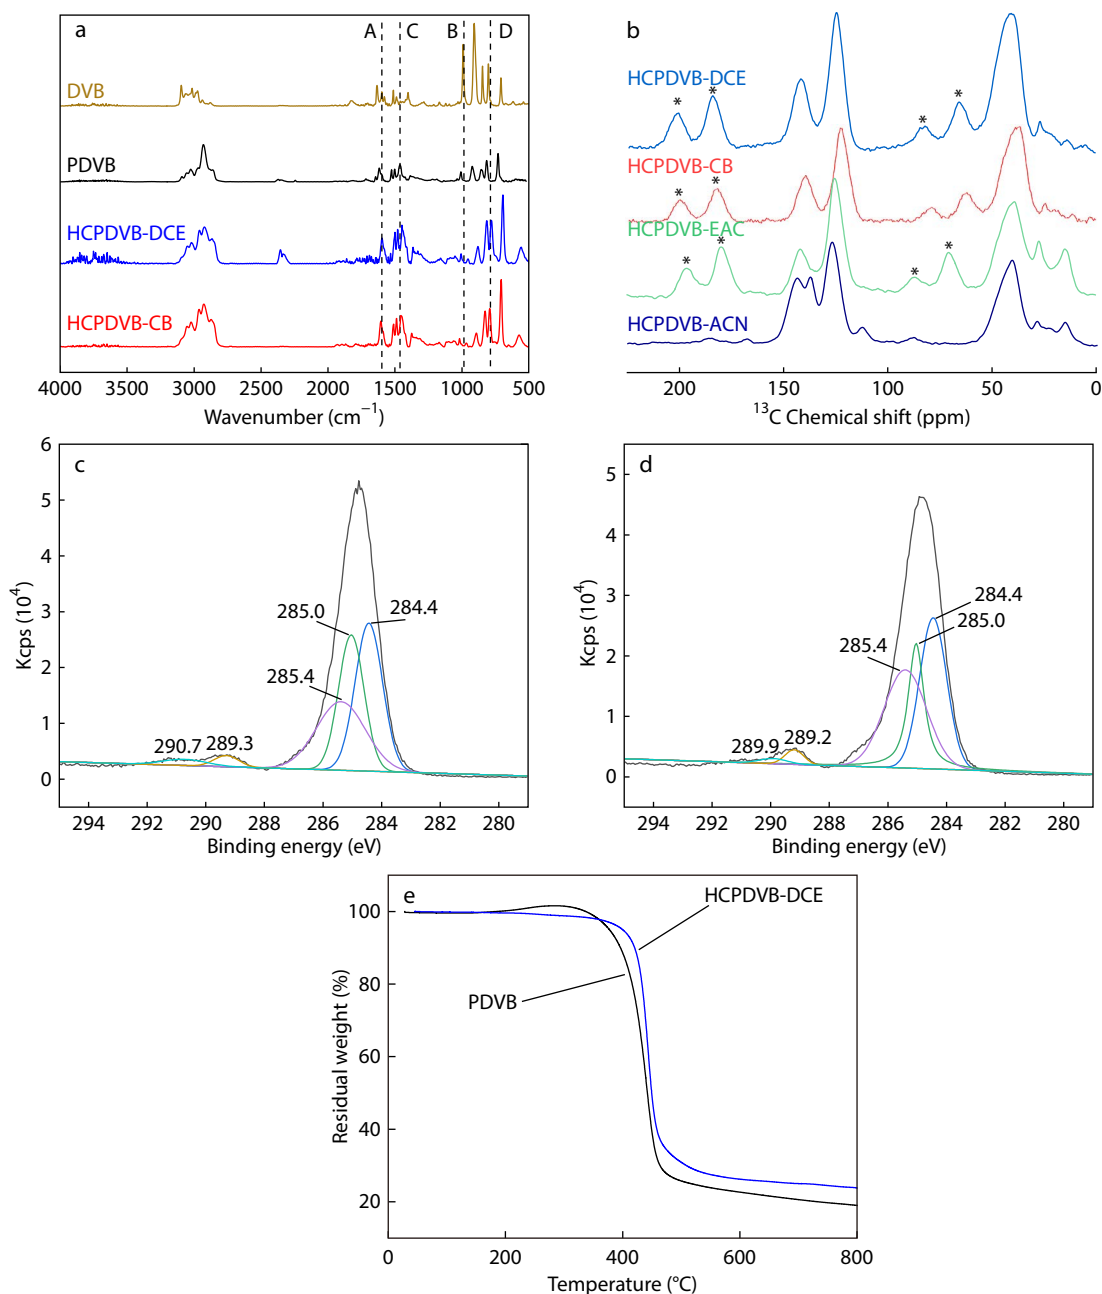 a
A
C
B
D
DVB
PDVB
HCPDVB-DCE
HCPDVB-CB
4000 3500 3000 2500 2000 1500 1000 500
Wavenumber (cm⁻¹)
b
HCPDVB-DCE
* * * *
HCPDVB-CB
* *
HCPDVB-EAC
* * * *
HCPDVB-ACN
200 150 100 50 0
¹³C Chemical shift (ppm)
c
6
5
4
3
2
1
0
Kcps (10⁴)
285.0
284.4
285.4
290.7
289.3
294 292 290 288 286 284 282 280
Binding energy (eV)
d
5
4
3
2
1
0
Kcps (10⁴)
284.4
285.0
285.4
289.9
289.2
294 292 290 288 286 284 282 280
Binding energy (eV)
e
100
80
60
40
20
Residual weight (%)
HCPDVB-DCE
PDVB
0 200 400 600 800
Temperature (°C)